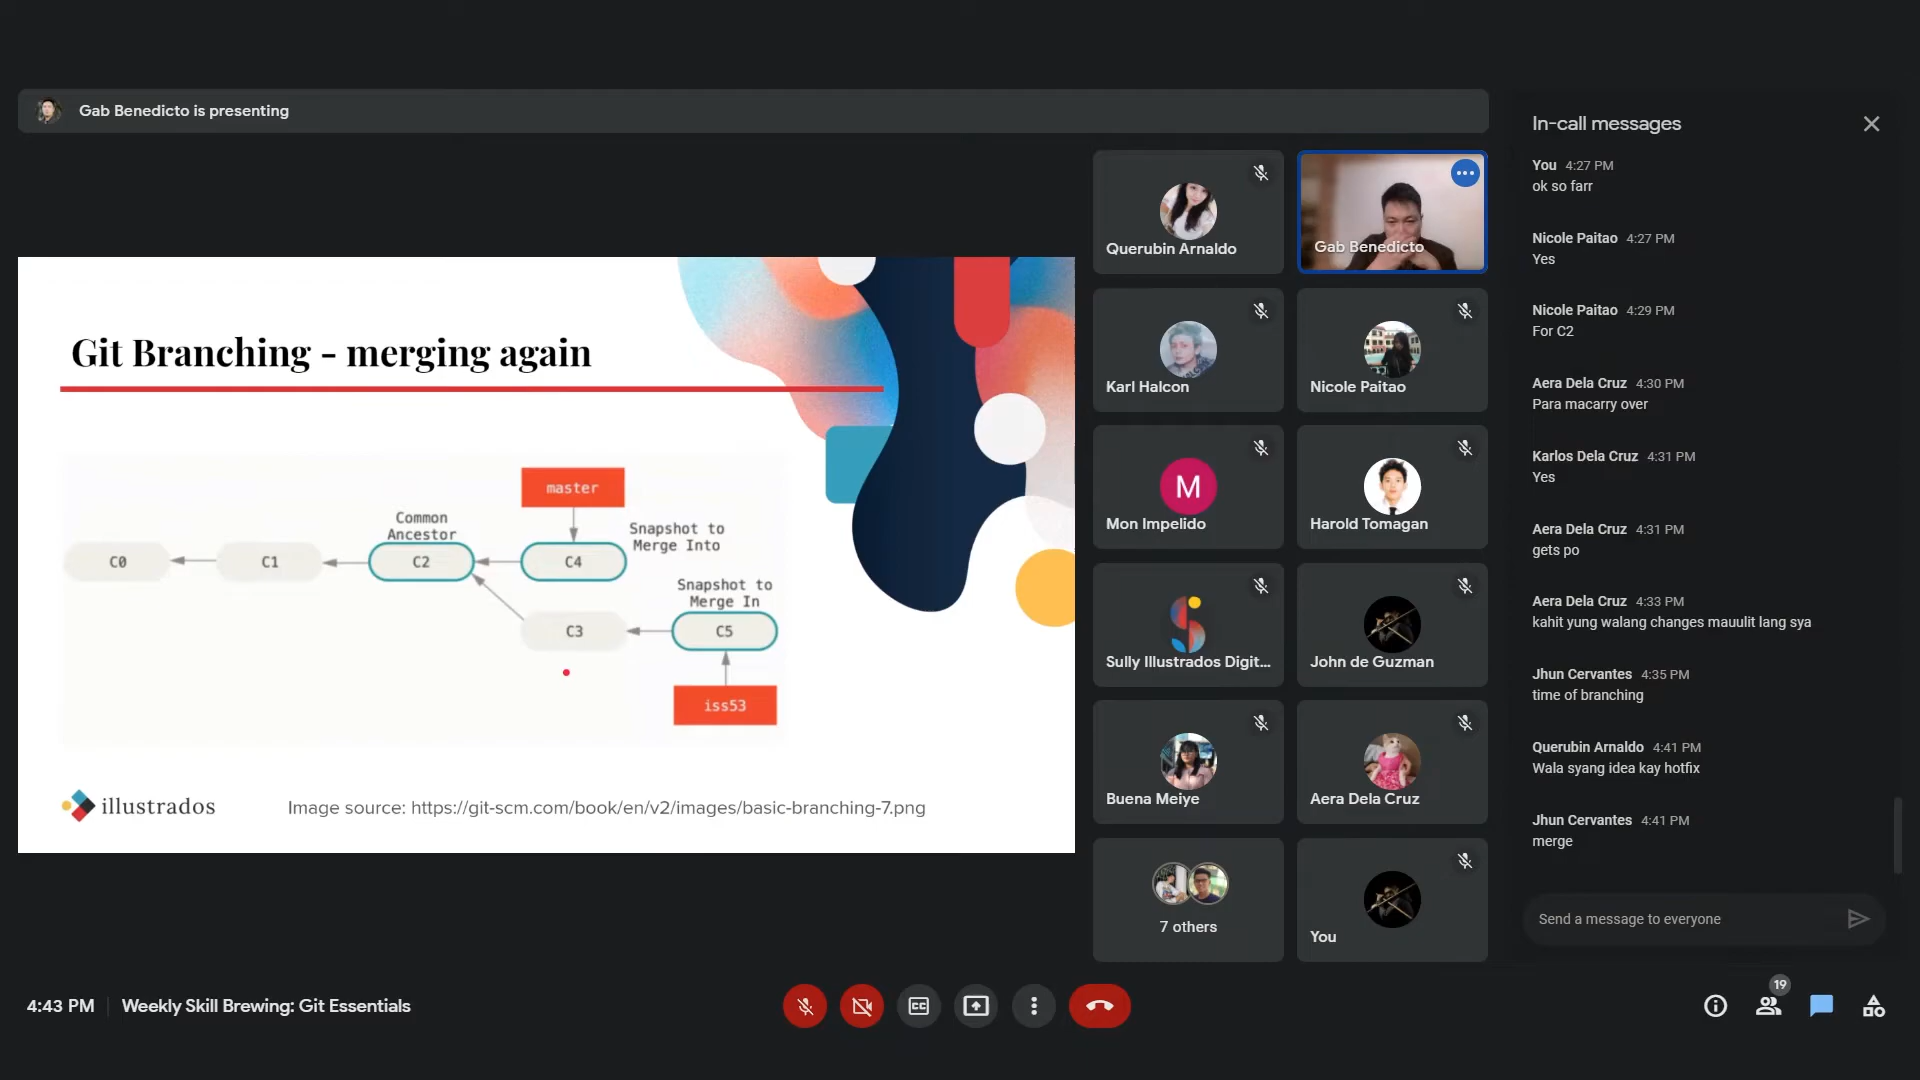 Gab Benedicto is presenting
Git Branching - merging again
master
Common
Ancestor
Snapshot to
Merge Into
C0
C1
C2
C4
Snapshot to
Merge In
C3
C5
iss53
illustrados
Image source: https://git-scm.com/book/en/v2/images/basic-branching-7.png
Querubin Arnaldo
Gab Benedicto
Karl Halcon
Nicole Paitao
M
Mon Impelido
Harold Tomagan
Sully Illustrados Digit...
John de Guzman
Buena Meiye
Aera Dela Cruz
7 others
You
In-call messages
You 4:27 PM
ok so farr
Nicole Paitao 4:27 PM
Yes
Nicole Paitao 4:29 PM
For C2
Aera Dela Cruz 4:30 PM
Para macarry over
Karlos Dela Cruz 4:31 PM
Yes
Aera Dela Cruz 4:31 PM
gets po
Aera Dela Cruz 4:33 PM
kahit yung walang changes mauulit lang sya
Jhun Cervantes 4:35 PM
time of branching
Querubin Arnaldo 4:41 PM
Wala syang idea kay hotfix
Jhun Cervantes 4:41 PM
merge
Send a message to everyone
4:43 PM
Weekly Skill Brewing: Git Essentials
CC
19